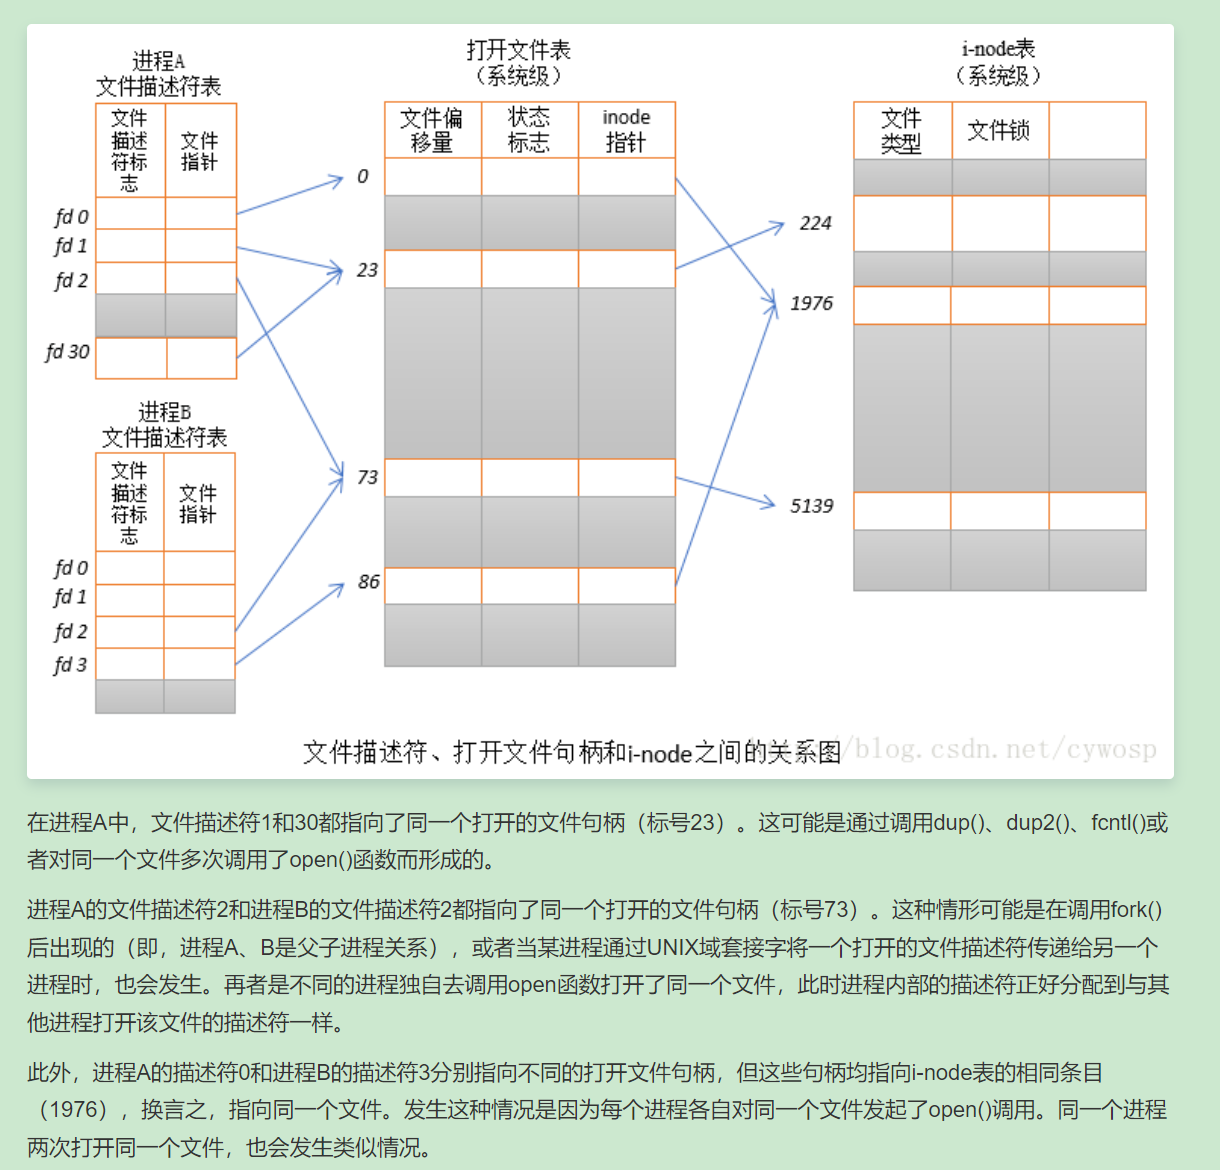 进程A
文件描述符表
文件
描述
符标
志
文件
指针
fd 0
fd 1
fd 2
fd 30
进程B
文件描述符表
文件
描述
符标
志
文件
指针
fd 0
fd 1
fd 2
fd 3
打开文件表
（系统级）
文件偏
移量
状态
标志
inode
指针
0
23
73
86
i-node表
（系统级）
文件
类型
文件锁
224
1976
5139
文件描述符、打开文件句柄和i-node之间的关系图
http://blog.csdn.net/cywosp
在进程A中，文件描述符1和30都指向了同一个打开的文件句柄（标号23）。这可能是通过调用dup()、dup2()、fcntl()或
者对同一个文件多次调用了open()函数而形成的。
进程A的文件描述符2和进程B的文件描述符2都指向了同一个打开的文件句柄（标号73）。这种情形可能是在调用fork()
后出现的（即，进程A、B是父子进程关系），或者当某进程通过UNIX域套接字将一个打开的文件描述符传递给另一个
进程时，也会发生。再者是不同的进程独自去调用open函数打开了同一个文件，此时进程内部的描述符正好分配到与其
他进程打开该文件的描述符一样。
此外，进程A的描述符0和进程B的描述符3分别指向不同的打开文件句柄，但这些句柄均指向i-node表的相同条目
（1976），换言之，指向同一个文件。发生这种情况是因为每个进程各自对同一个文件发起了open()调用。同一个进程
两次打开同一个文件，也会发生类似情况。